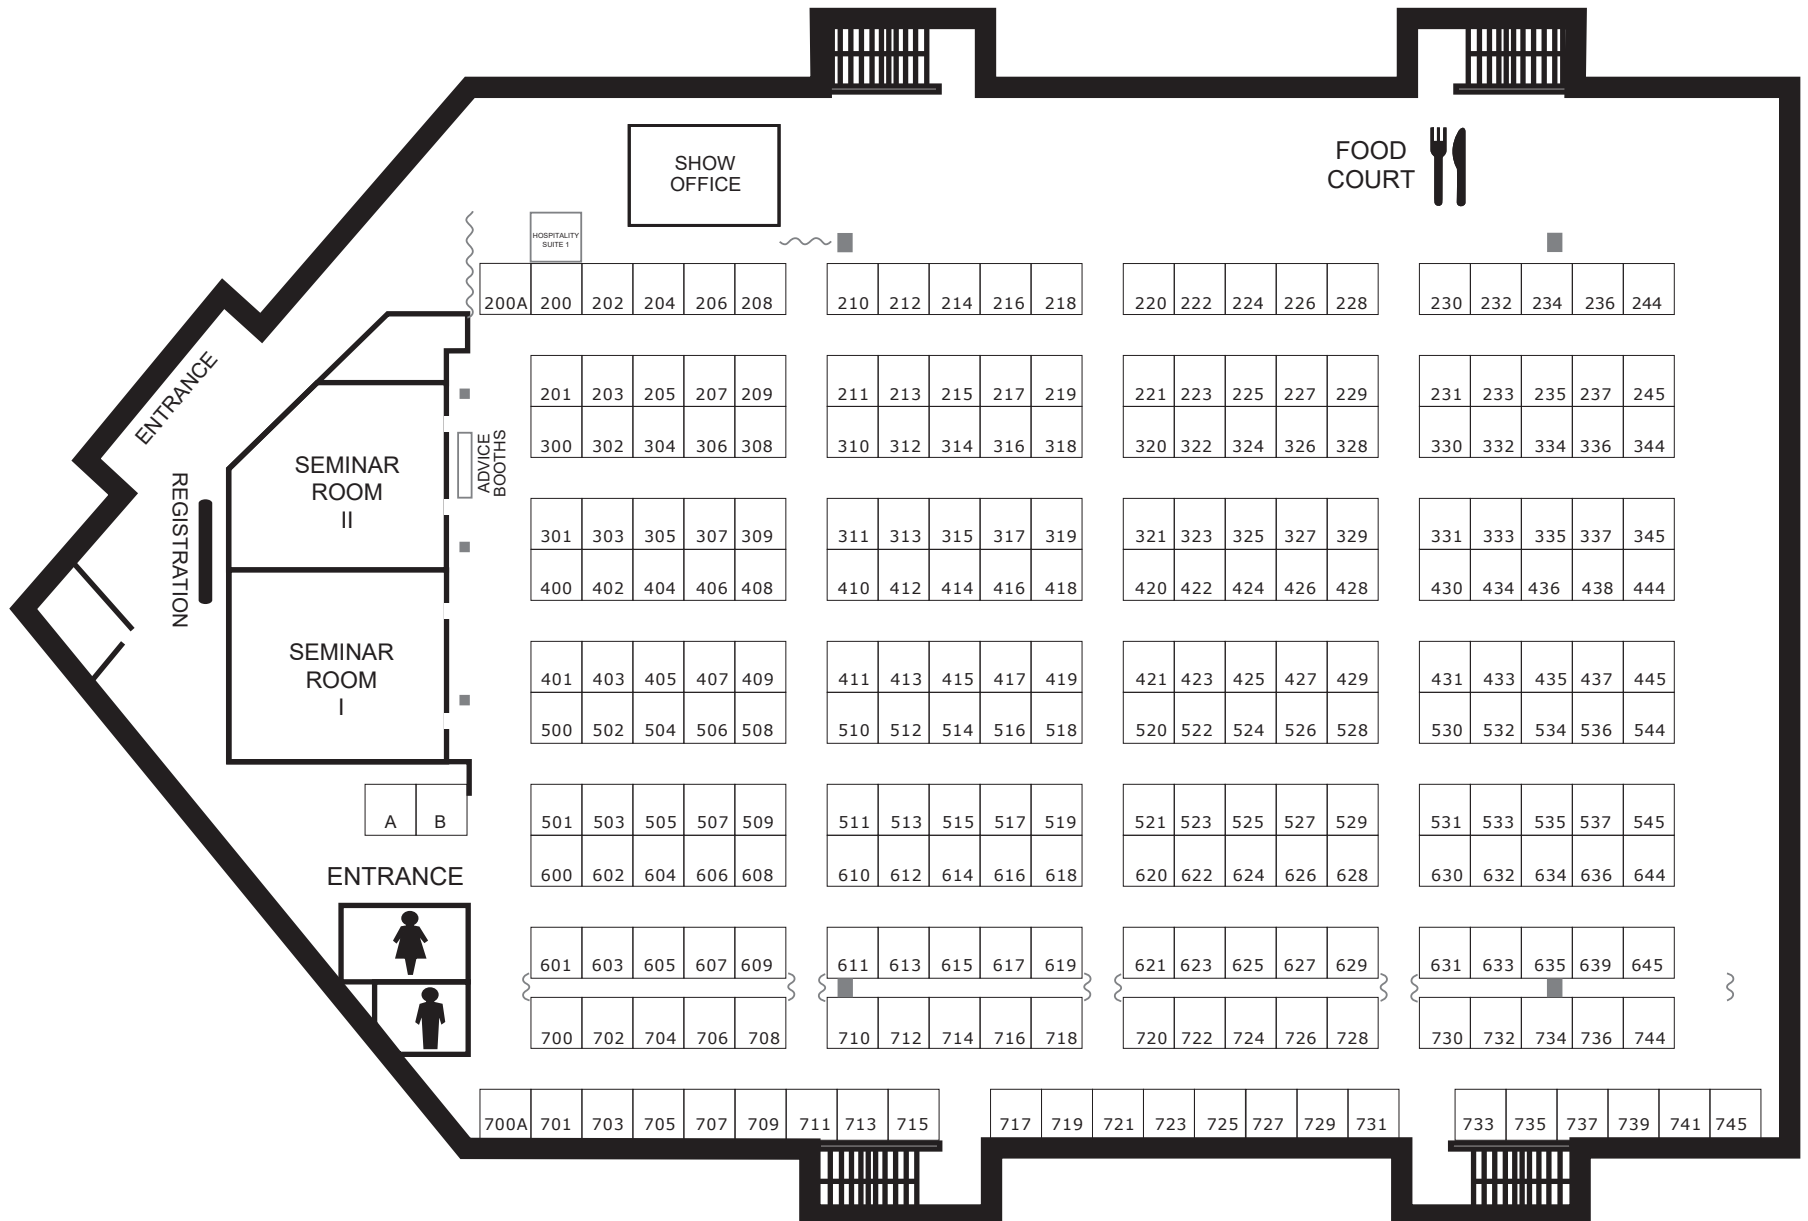 SHOW
OFFICE
FOOD
COURT
HOSPITALITY
SUITE 1
200A 200 202 204 206 208 210 212 214 216 218 220 222 224 226 228 230 232 234 236 244
ENTRANCE
201 203 205 207 209 211 213 215 217 219 221 223 225 227 229 231 233 235 237 245
300 302 304 306 308 310 312 314 316 318 320 322 324 326 328 330 332 334 336 344
ADVICE
BOOTHS
SEMINAR
ROOM
II
REGISTRATION
301 303 305 307 309 311 313 315 317 319 321 323 325 327 329 331 333 335 337 345
400 402 404 406 408 410 412 414 416 418 420 422 424 426 428 430 434 436 438 444
SEMINAR
ROOM
I
401 403 405 407 409 411 413 415 417 419 421 423 425 427 429 431 433 435 437 445
500 502 504 506 508 510 512 514 516 518 520 522 524 526 528 530 532 534 536 544
A B 501 503 505 507 509 511 513 515 517 519 521 523 525 527 529 531 533 535 537 545
ENTRANCE
600 602 604 606 608 610 612 614 616 618 620 622 624 626 628 630 632 634 636 644
601 603 605 607 609 611 613 615 617 619 621 623 625 627 629 631 633 635 639 645
700 702 704 706 708 710 712 714 716 718 720 722 724 726 728 730 732 734 736 744
700A 701 703 705 707 709 711 713 715 717 719 721 723 725 727 729 731 733 735 737 739 741 745